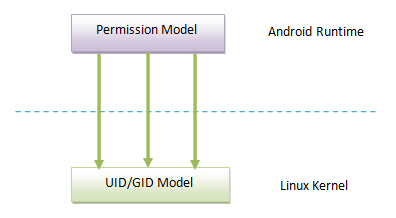 Permission Model
Android Runtime
UID/GID Model
Linux Kernel